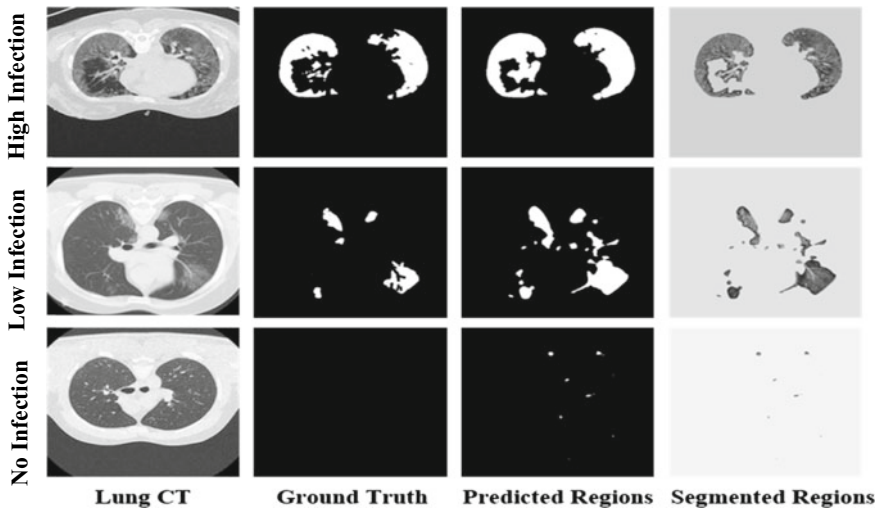 High Infection
Low Infection
No Infection
Lung CT Ground Truth Predicted Regions Segmented Regions